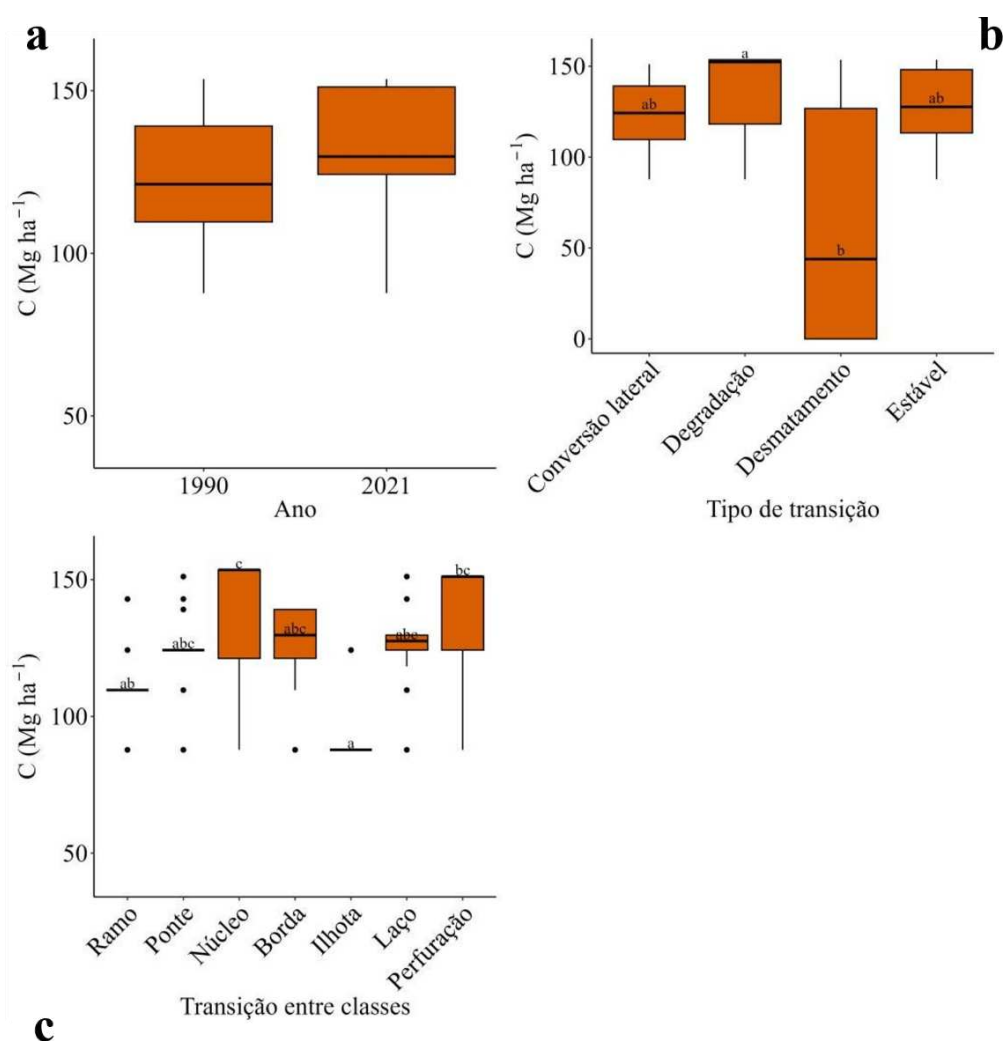 a
C (Mg ha⁻¹)
150
100
50
1990 2021
Ano
b
C (Mg ha⁻¹)
150
100
50
0
ab a b ab
Conversão lateral Degradação Desmatamento Estável
Tipo de transição
C (Mg ha⁻¹)
150
100
50
ab abc c abc a abc bc
Ramo Ponte Núcleo Borda Ilhota Laço Perfuração
Transição entre classes
c